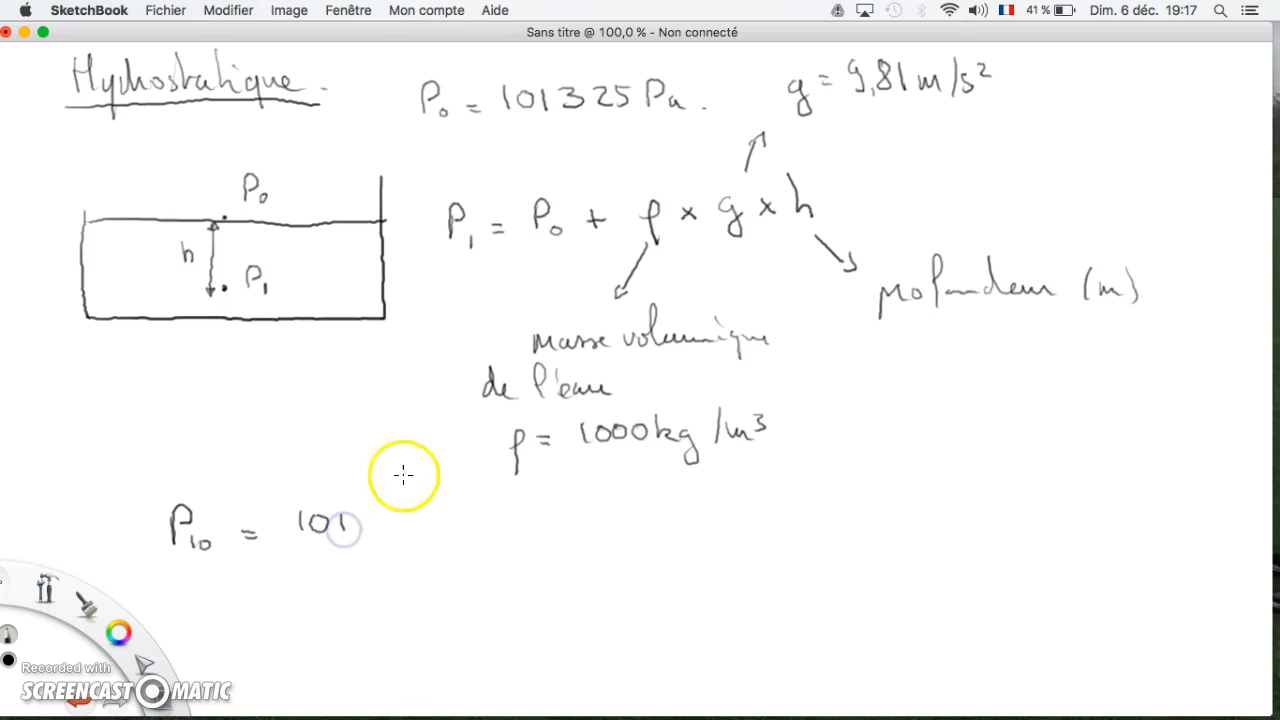 SketchBook Fichier Modifier Image Fenêtre Mon compte Aide 41 % Dim. 6 déc. 19:17
Sans titre @ 100,0 % - Non connecté
Hydrostatique.
P₀ = 101325 Pa.
g = 9,81 m/s²
P₀
h
P₁
P₁ = P₀ + ρ × g × h
profondeur (m)
masse volumique
de l'eau
ρ = 1000 kg/m³
P₁₀ = 101
Recorded with
SCREENCAST O MATIC